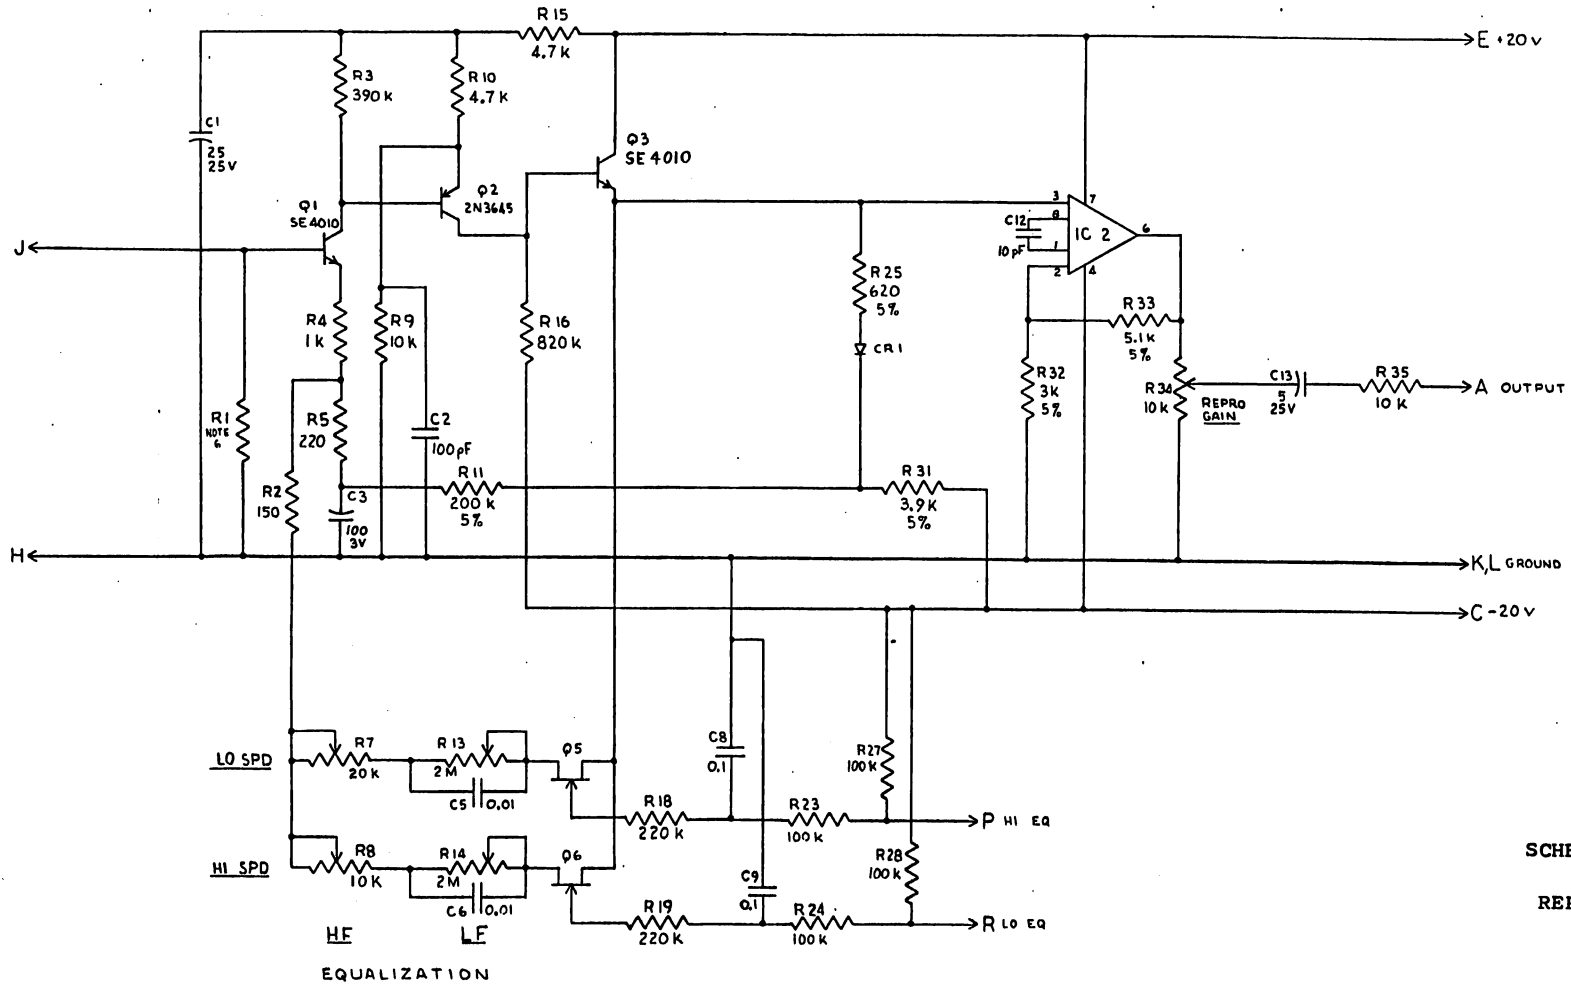 R15
4.7K
E +20V
R3
390K
R10
4.7K
C1
25
25V
Q3
SE 4010
Q1
SE4010
Q2
2N3645
3
7
8
C12
10pF
IC 2
1
2
6
4
J
R25
620
5%
R4
1K
R9
10K
R16
820K
CR1
R33
5.1K
5%
R32
3K
5%
R34
10K
REPRO
GAIN
C13
5
25V
R35
10K
A OUTPUT
R1
NOTE
6
R5
220
C2
100pF
R2
150
C3
100
3V
R11
200K
5%
R31
3.9K
5%
H
K,L GROUND
C -20V
LO SPD
R7
20K
R13
2M
C5 0.01
Q5
C8
0.1
R27
100K
R18
220K
R23
100K
P HI EQ
HI SPD
R8
10K
R14
2M
C6 0.01
Q6
C9
0.1
R28
100K
R19
220K
R24
100K
R LO EQ
HF
LF
EQUALIZATION
SCHE
REI